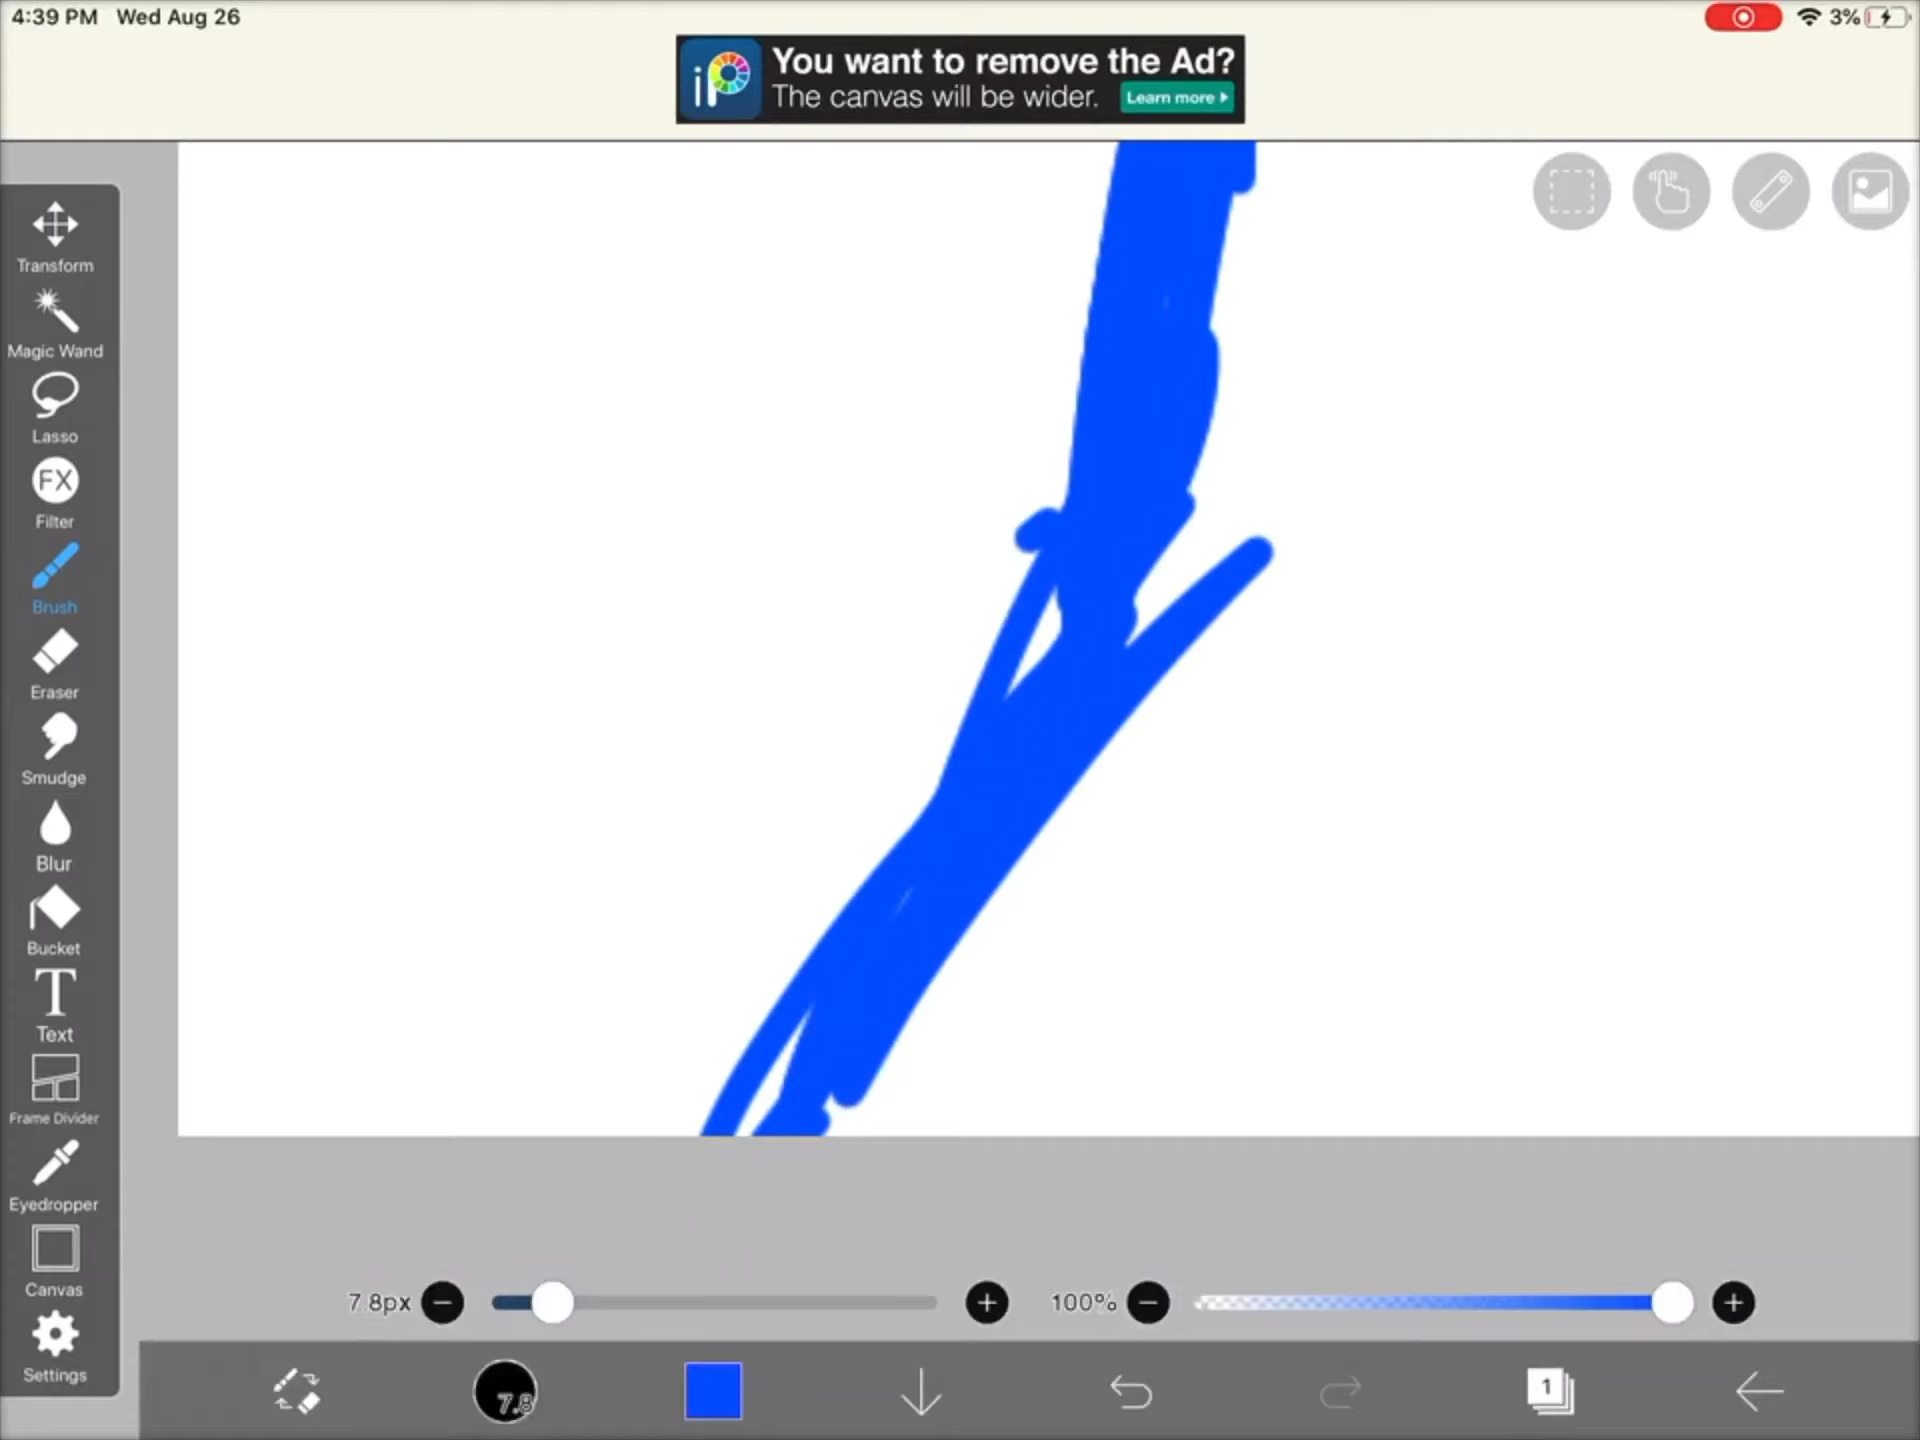 4:39 PM Wed Aug 26
3%
iP
You want to remove the Ad?
The canvas will be wider.
Learn more
Transform
Magic Wand
Lasso
FX
Filter
Brush
Eraser
Smudge
Blur
Bucket
T
Text
Frame Divider
Eyedropper
Canvas
Settings
7.8px
100%
7.8
1